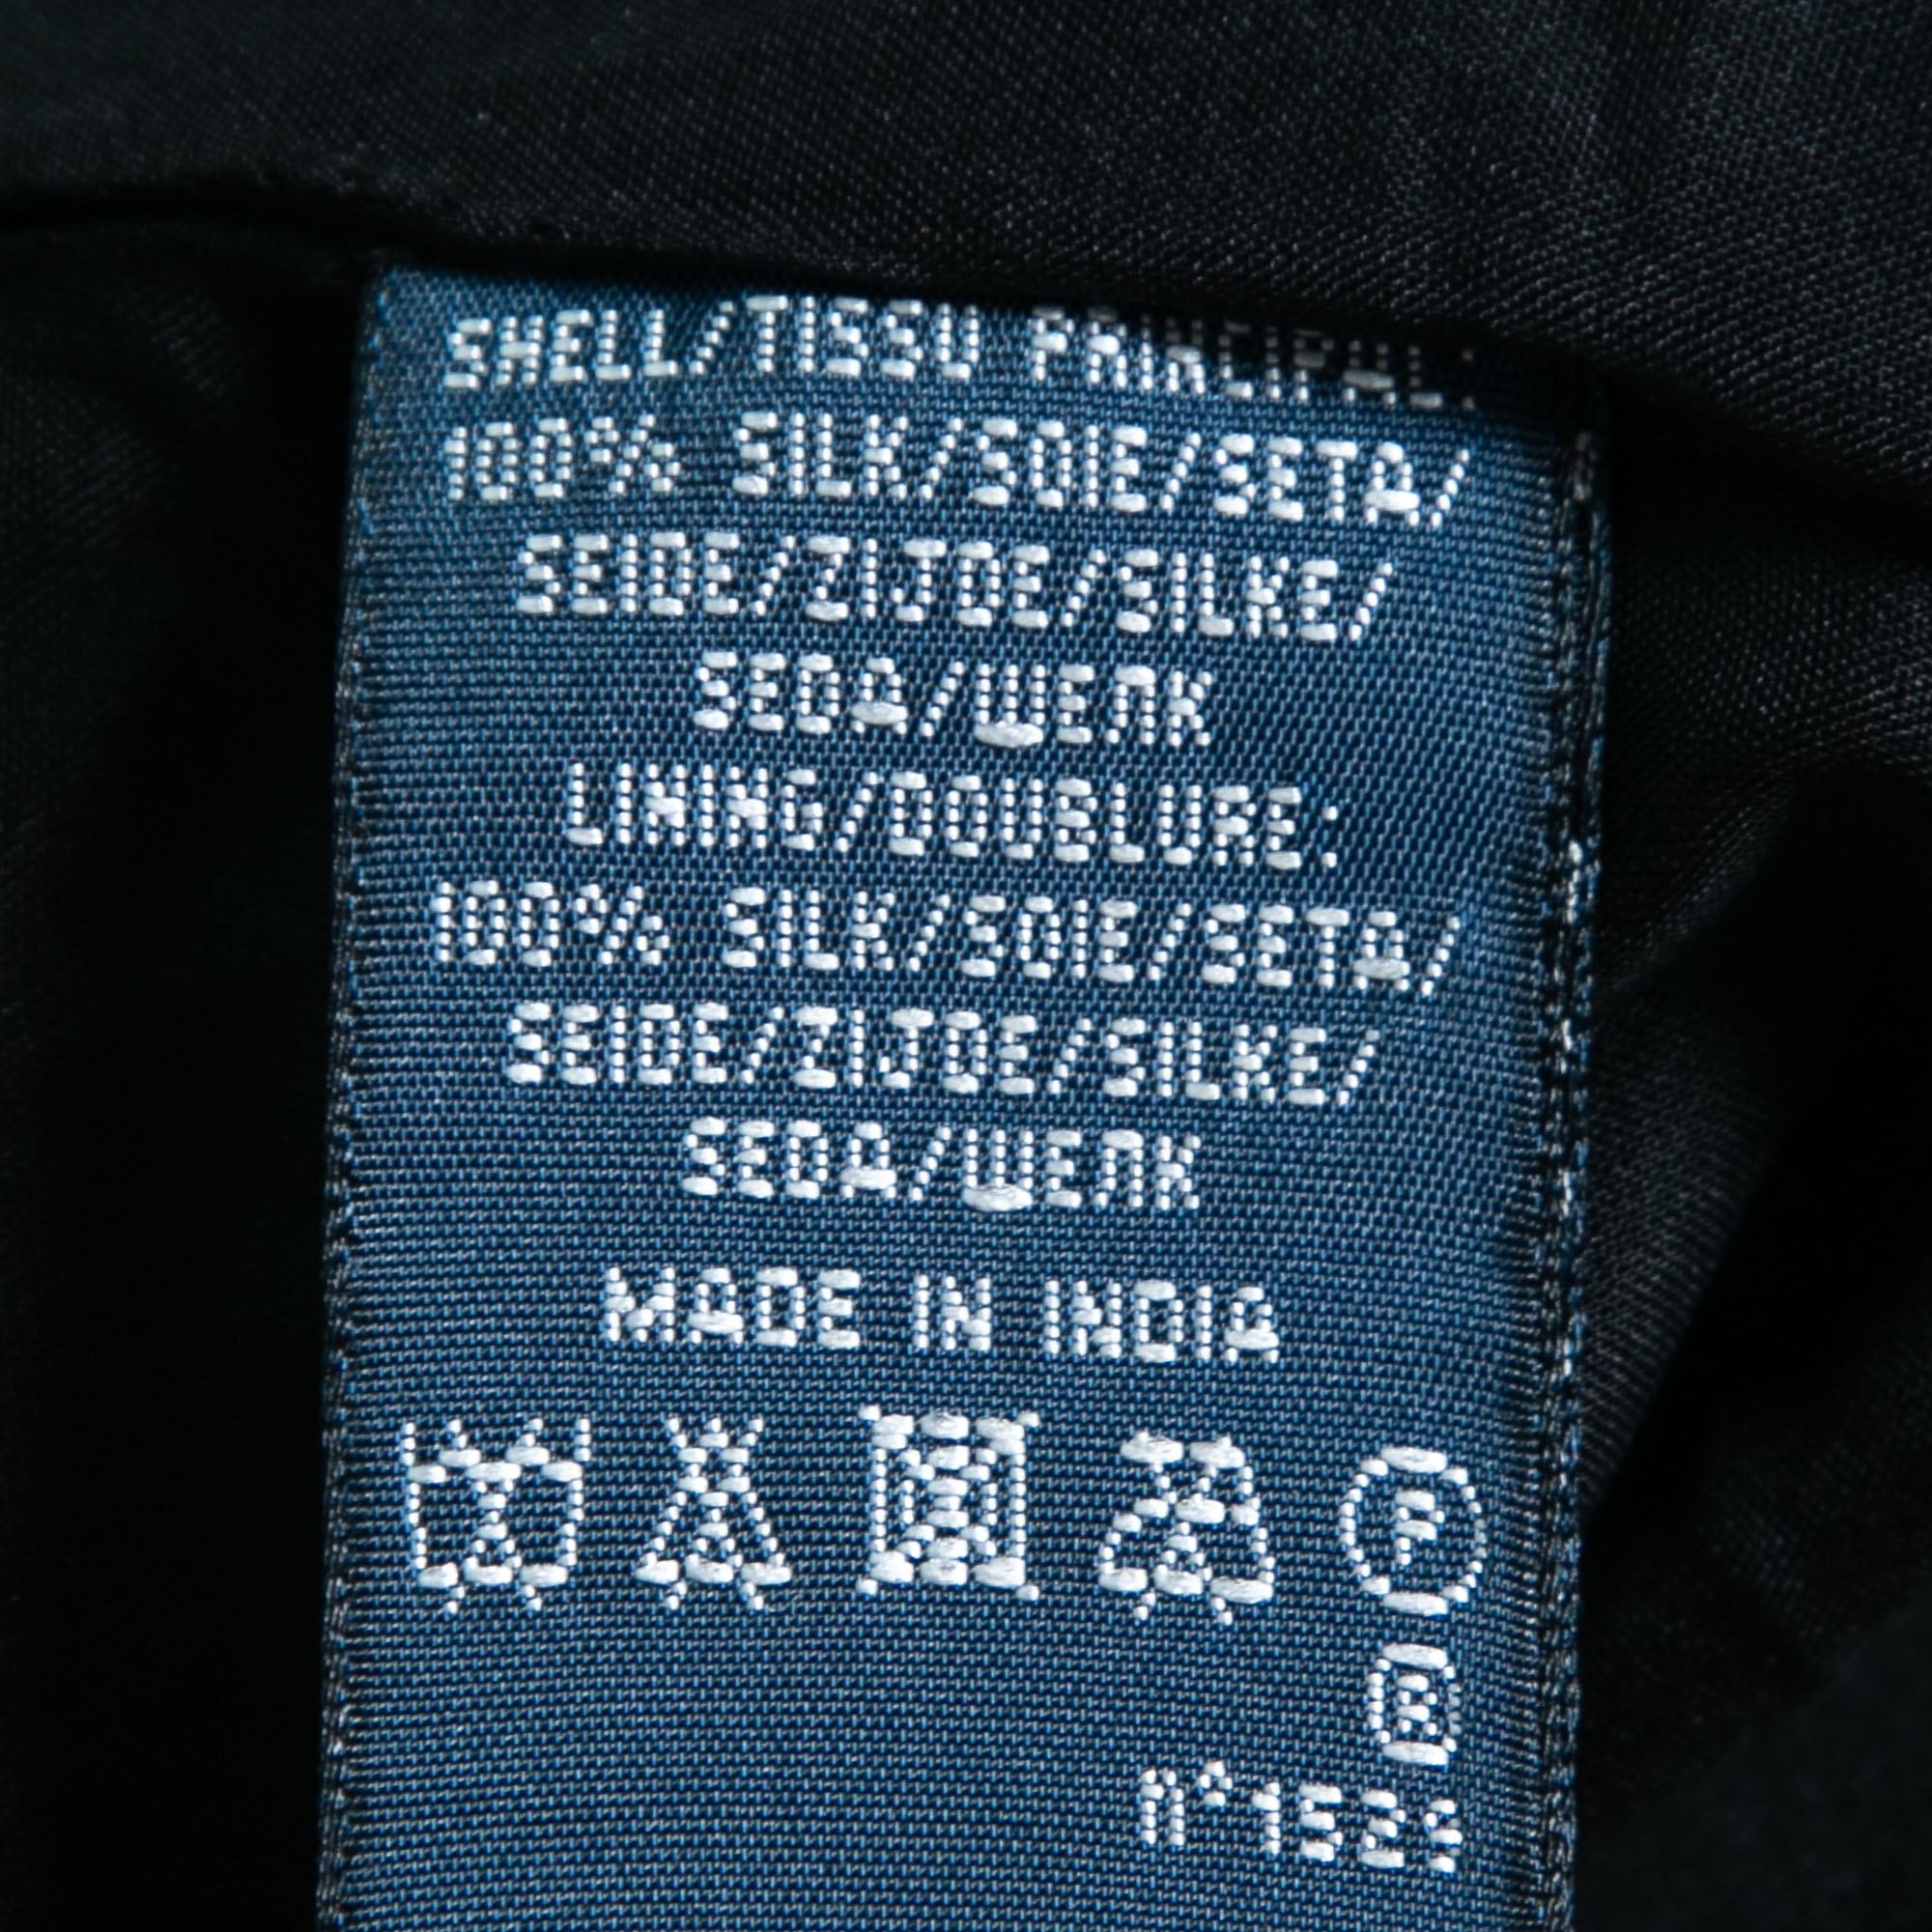 SHELL/TISSU PRINCIPAL:
100% SILK/SOIE/SETA/
SEIDE/ZIJDE/SILKE/
SEDA/ШЕЛК
LINING/DOUBLURE:
100% SILK/SOIE/SETA/
SEIDE/ZIJDE/SILKE/
SEDA/ШЕЛК
MADE IN INDIA
P